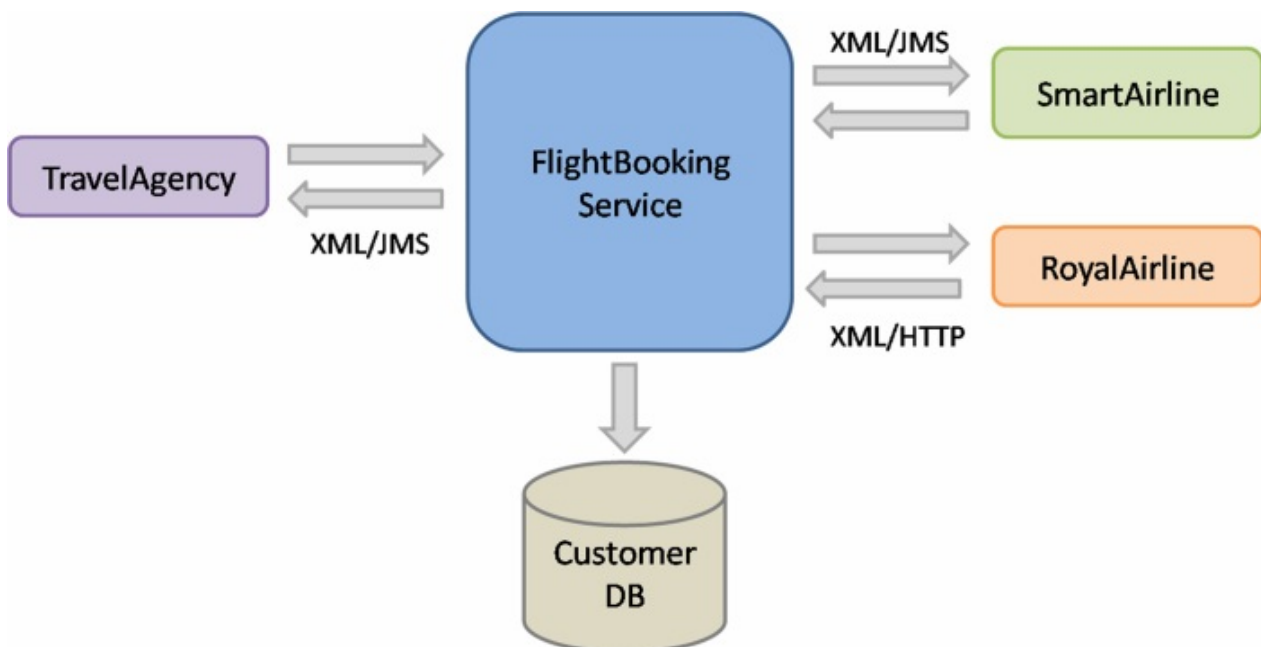 TravelAgency
XML/JMS
FlightBooking
Service
XML/JMS
SmartAirline
RoyalAirline
XML/HTTP
Customer
DB